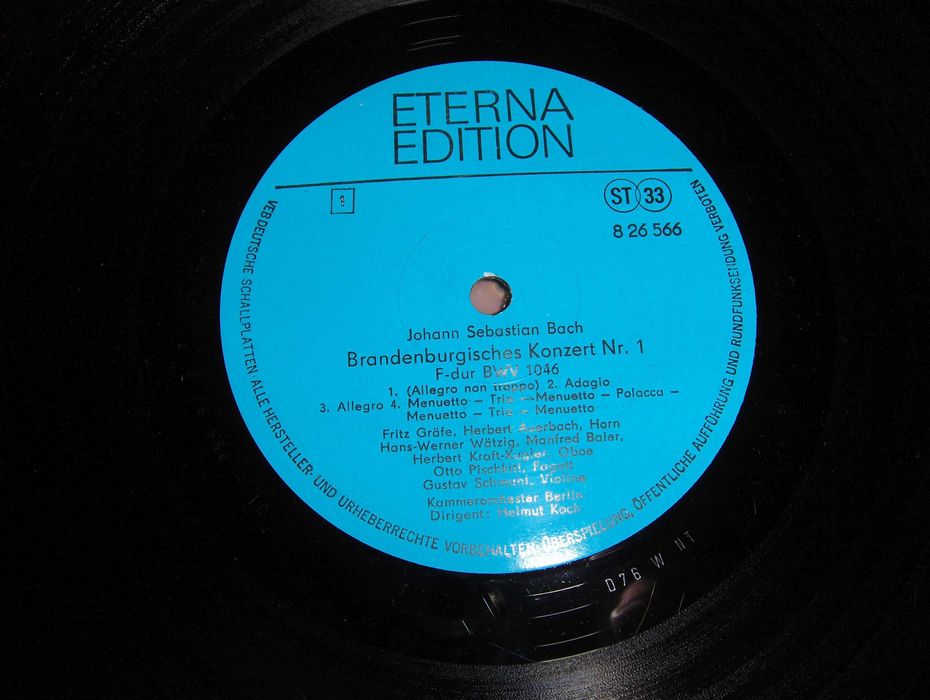 ETERNA
EDITION
ST 33
8 26 566
Johann Sebastian Bach
Brandenburgisches Konzert Nr. 1
F-dur BWV 1046
1. (Allegro non troppo) 2. Adagio
3. Allegro 4. Menuetto – Trio – Menuetto – Polacca –
Menuetto – Trio – Menuetto
Fritz Gräfe, Herbert Auerbach, Horn
Hans-Werner Wätzig, Manfred Baier,
Herbert Kraft-Kugler, Oboe
Otto Pischkitl, Fagott
Gustav Schmahl, Violine
Kammerorchester Berlin
Dirigent: Helmut Koch
VEB DEUTSCHE SCHALLPLATTEN · ALLE HERSTELLER- UND URHEBERRECHTE VORBEHALTEN · ÜBERSPIELUNG, ÖFFENTLICHE AUFFÜHRUNG UND RUNDFUNKSENDUNG VERBOTEN
D76 W NT